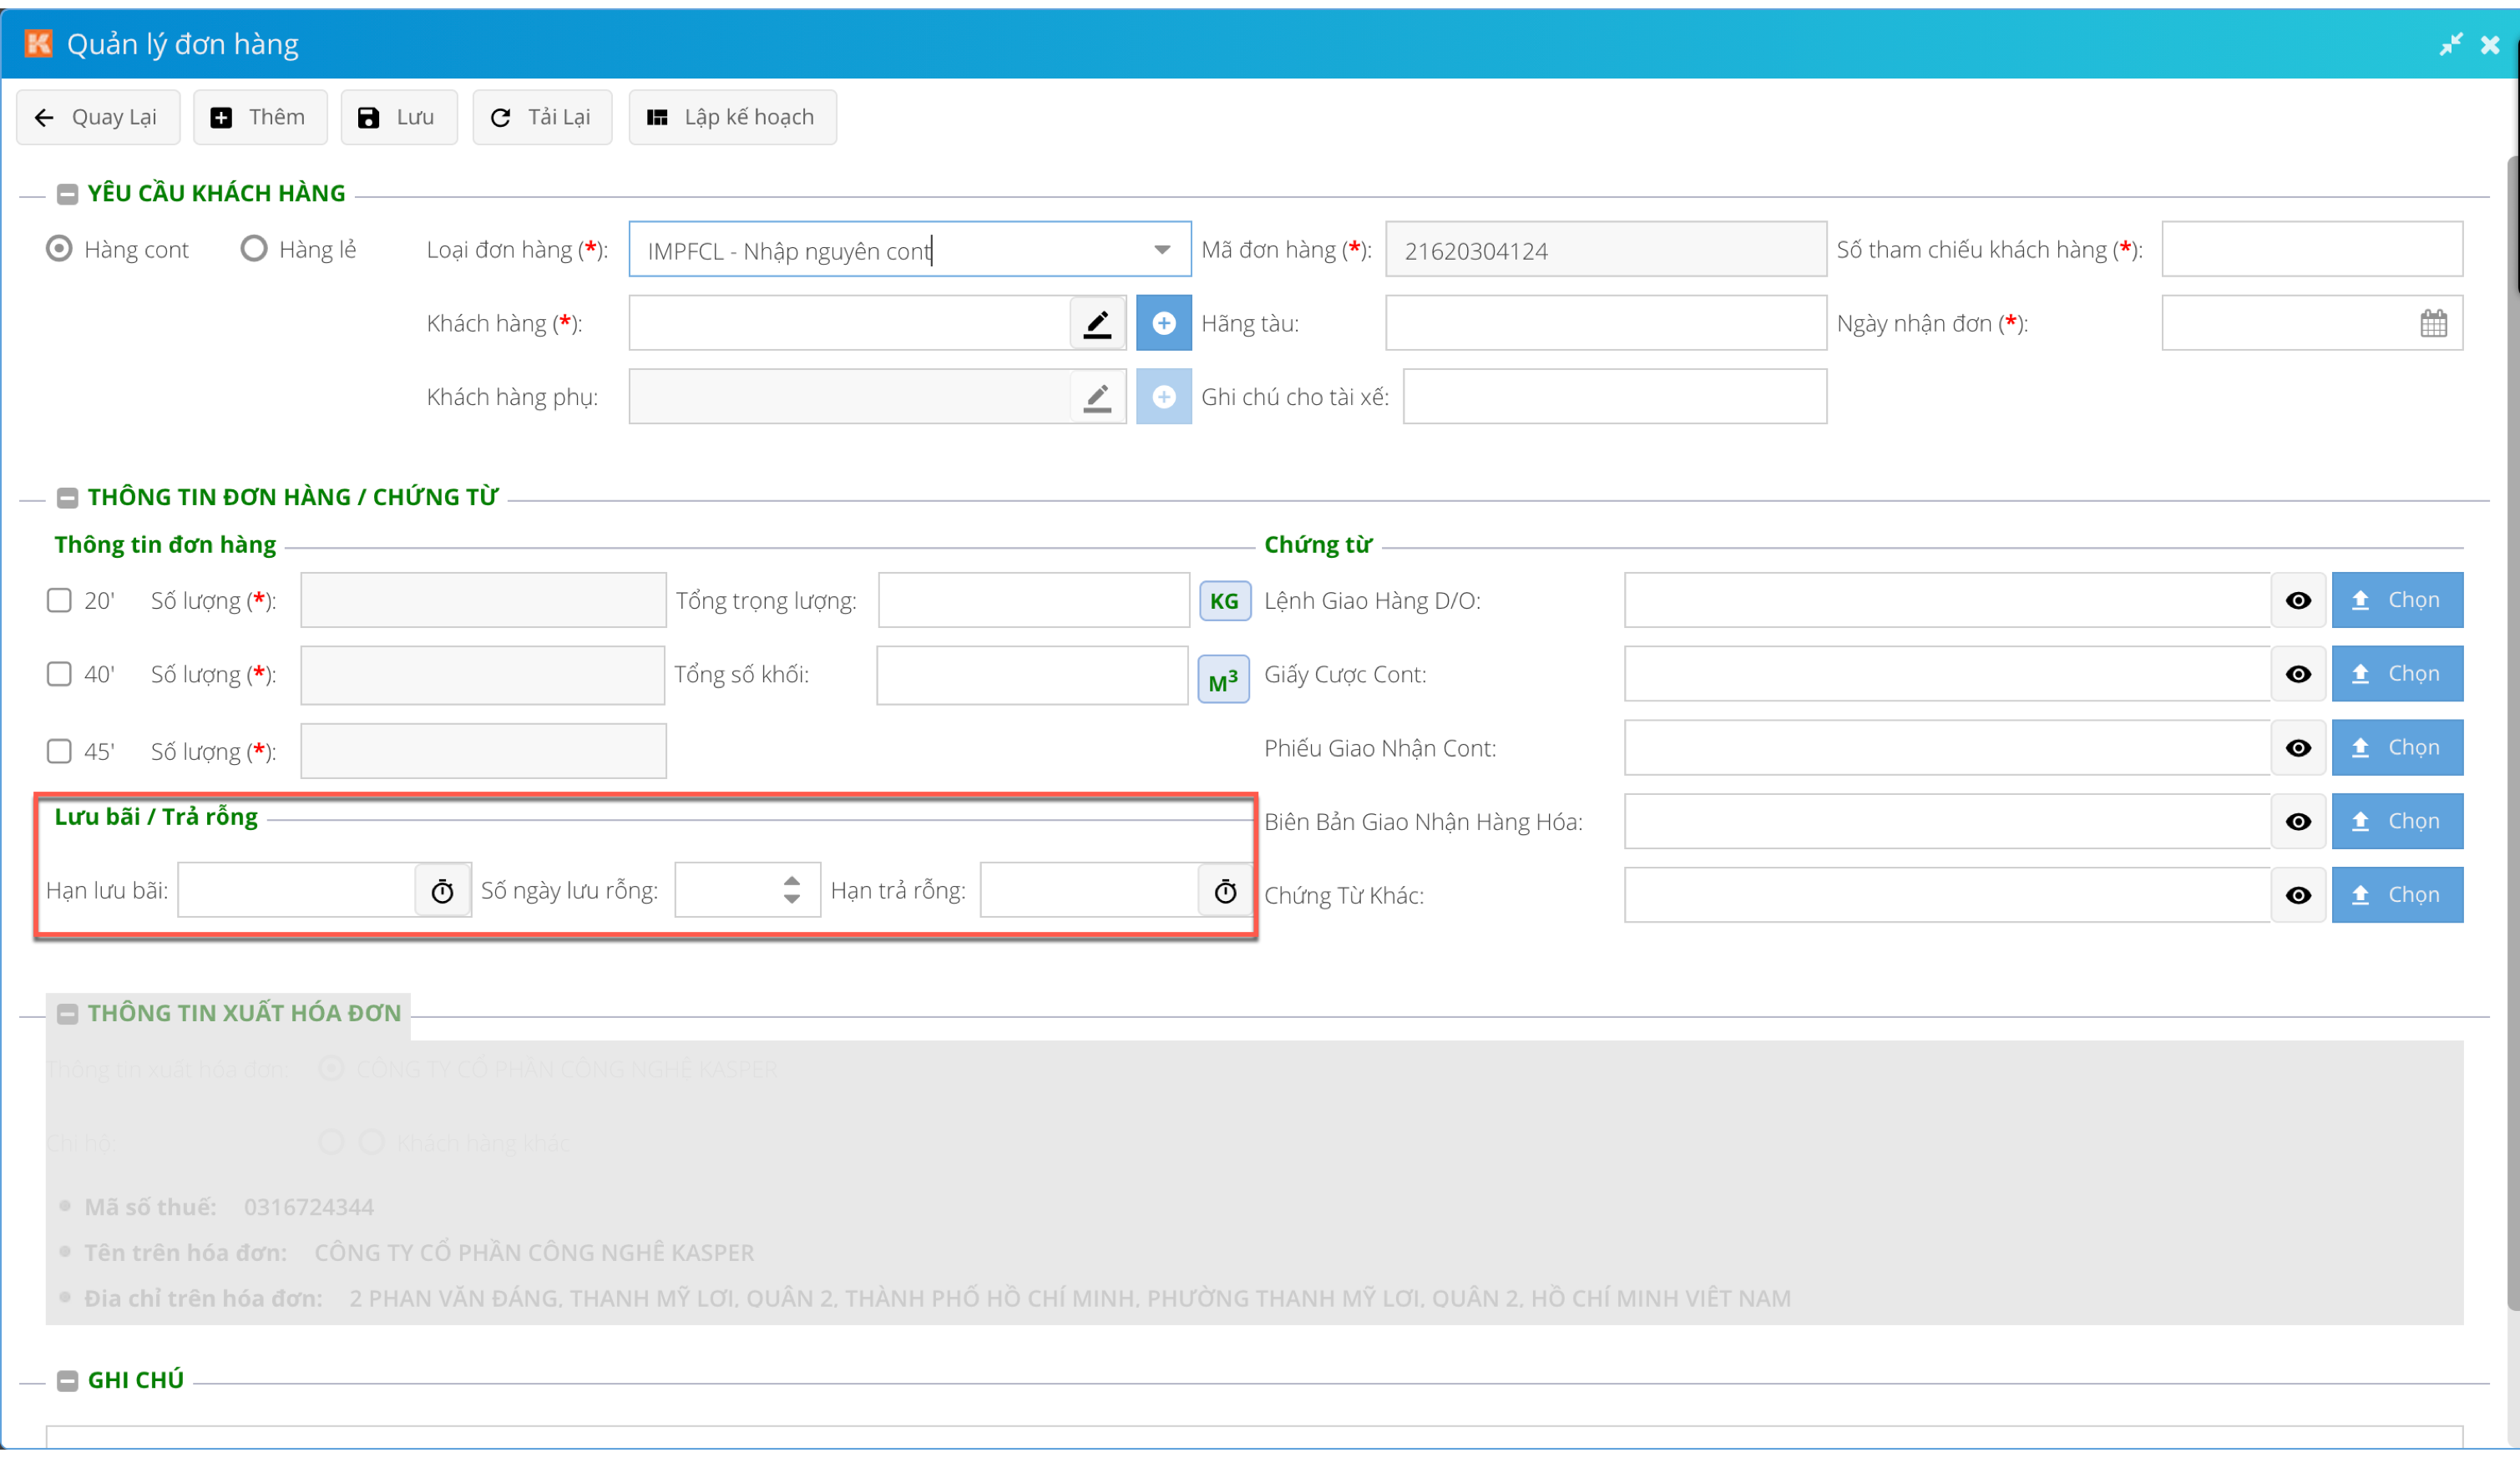 Quản lý đơn hàng
Quay Lại Thêm Lưu Tải Lại Lập kế hoạch
YÊU CẦU KHÁCH HÀNG
Hàng cont Hàng lẻ Loại đơn hàng (*): IMPFCL - Nhập nguyên cont Mã đơn hàng (*): 21620304124 Số tham chiếu khách hàng (*):
Khách hàng (*): Hãng tàu: Ngày nhận đơn (*):
Khách hàng phụ: Ghi chú cho tài xế:
THÔNG TIN ĐƠN HÀNG / CHỨNG TỪ
Thông tin đơn hàng Chứng từ
20' Số lượng (*): Tổng trọng lượng: KG Lệnh Giao Hàng D/O: Chọn
40' Số lượng (*): Tổng số khối: M³ Giấy Cược Cont: Chọn
45' Số lượng (*): Phiếu Giao Nhận Cont: Chọn
Lưu bãi / Trả rỗng Biên Bản Giao Nhận Hàng Hóa: Chọn
Hạn lưu bãi: Số ngày lưu rỗng: Hạn trả rỗng: Chứng Từ Khác: Chọn
THÔNG TIN XUẤT HÓA ĐƠN
Thông tin xuất hóa đơn: CÔNG TY CỔ PHẦN CÔNG NGHỆ KASPER
Chi hộ: Khách hàng khác
Mã số thuế: 0316724344
Tên trên hóa đơn: CÔNG TY CỔ PHẦN CÔNG NGHỆ KASPER
Địa chỉ trên hóa đơn: 2 PHAN VĂN ĐÁNG, THẠNH MỸ LỢI, QUẬN 2, THÀNH PHỐ HỒ CHÍ MINH, PHƯỜNG THẠNH MỸ LỢI, QUẬN 2, HỒ CHÍ MINH VIỆT NAM
GHI CHÚ